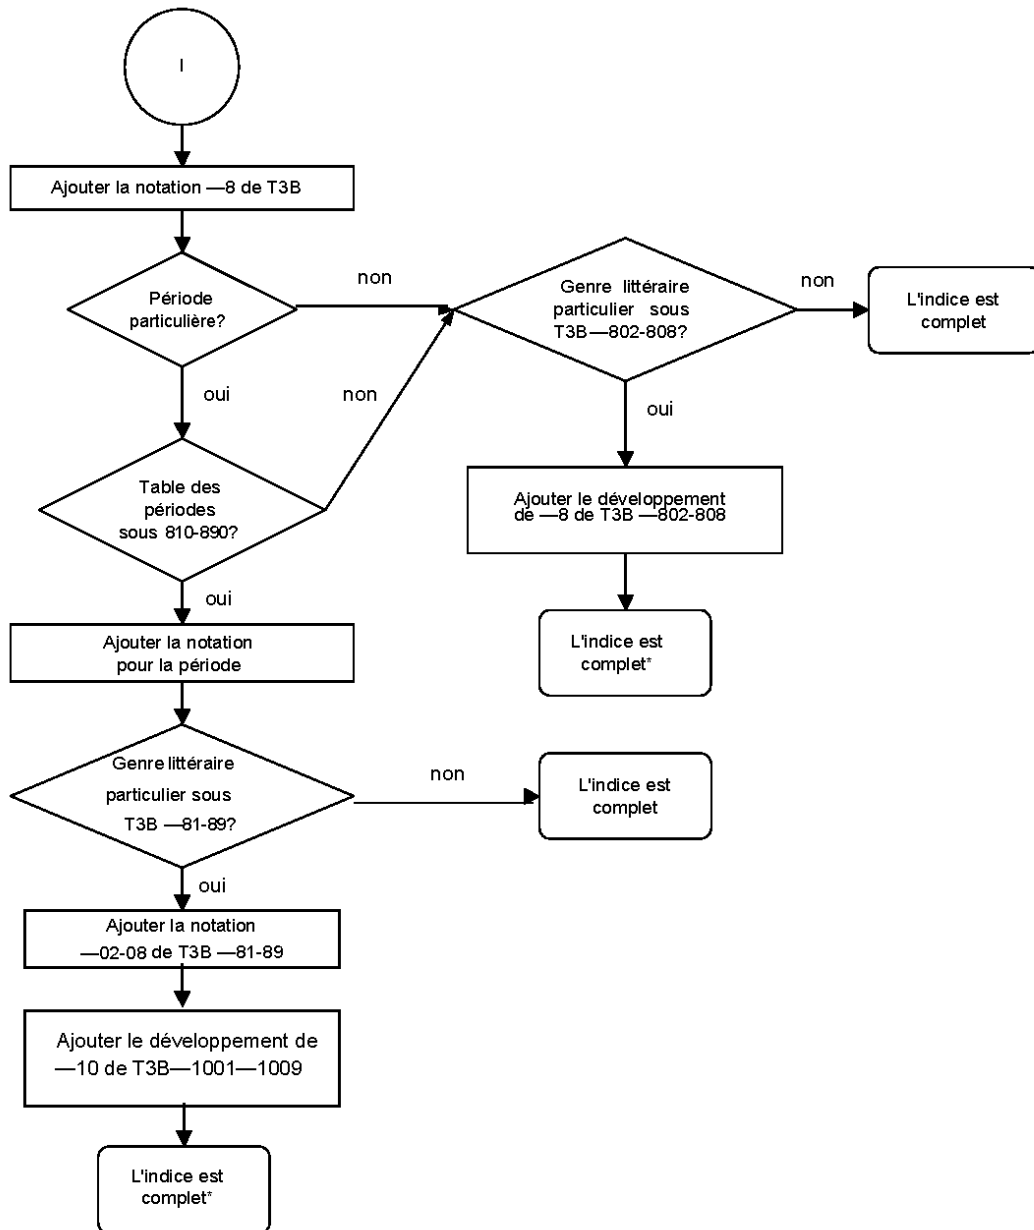 I
Ajouter la notation —8 de T3B
Période
particulière?
non
Genre littéraire
particulier sous
T3B—802-808?
non
L'indice est
complet
oui
non
oui
Table des
périodes
sous 810-890?
Ajouter le développement
de —8 de T3B —802-808
oui
Ajouter la notation
pour la période
L'indice est
complet*
Genre littéraire
particulier sous
T3B —81-89?
non
L'indice est
complet
oui
Ajouter la notation
—02-08 de T3B —81-89
Ajouter le développement de
—10 de T3B—1001—1009
L'indice est
complet*